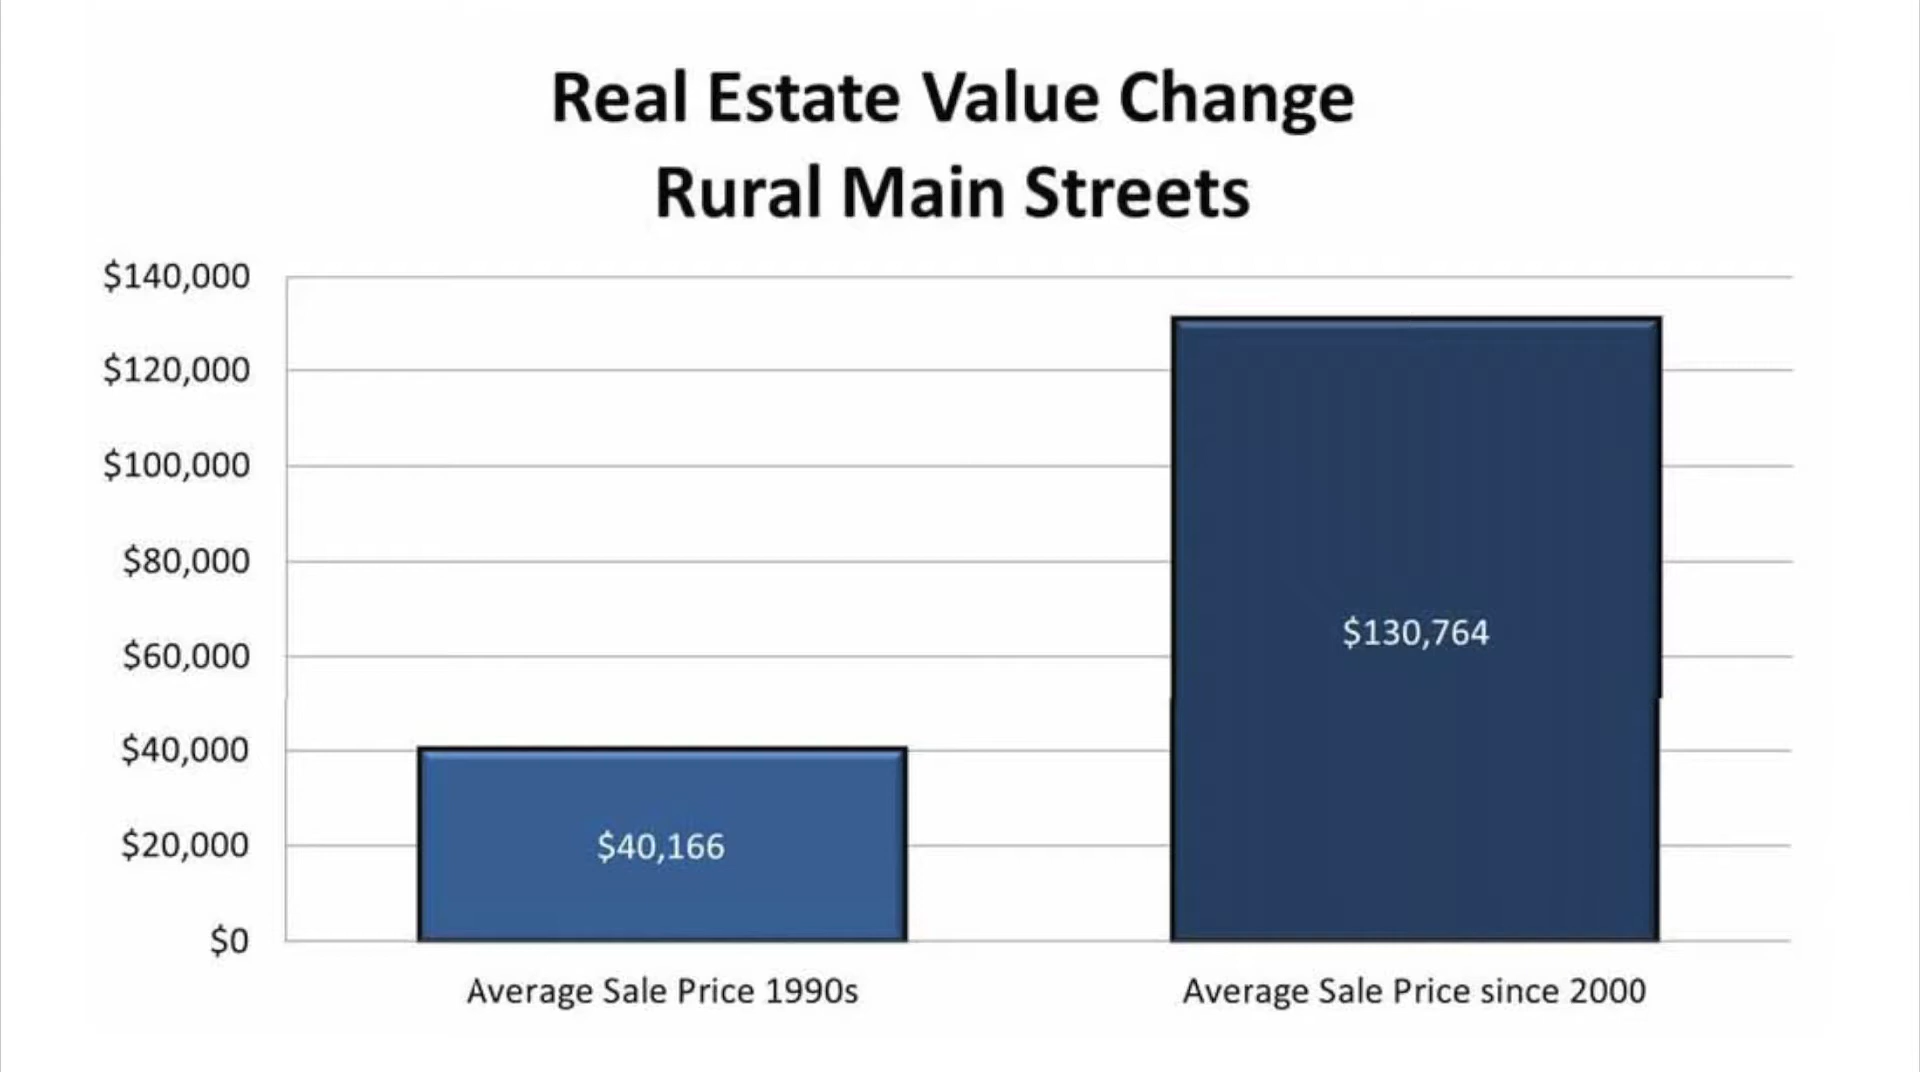 Real Estate Value Change
Rural Main Streets
$140,000
$120,000
$100,000
$80,000
$60,000
$40,000
$20,000
$0
$130,764
$40,166
Average Sale Price 1990s
Average Sale Price since 2000